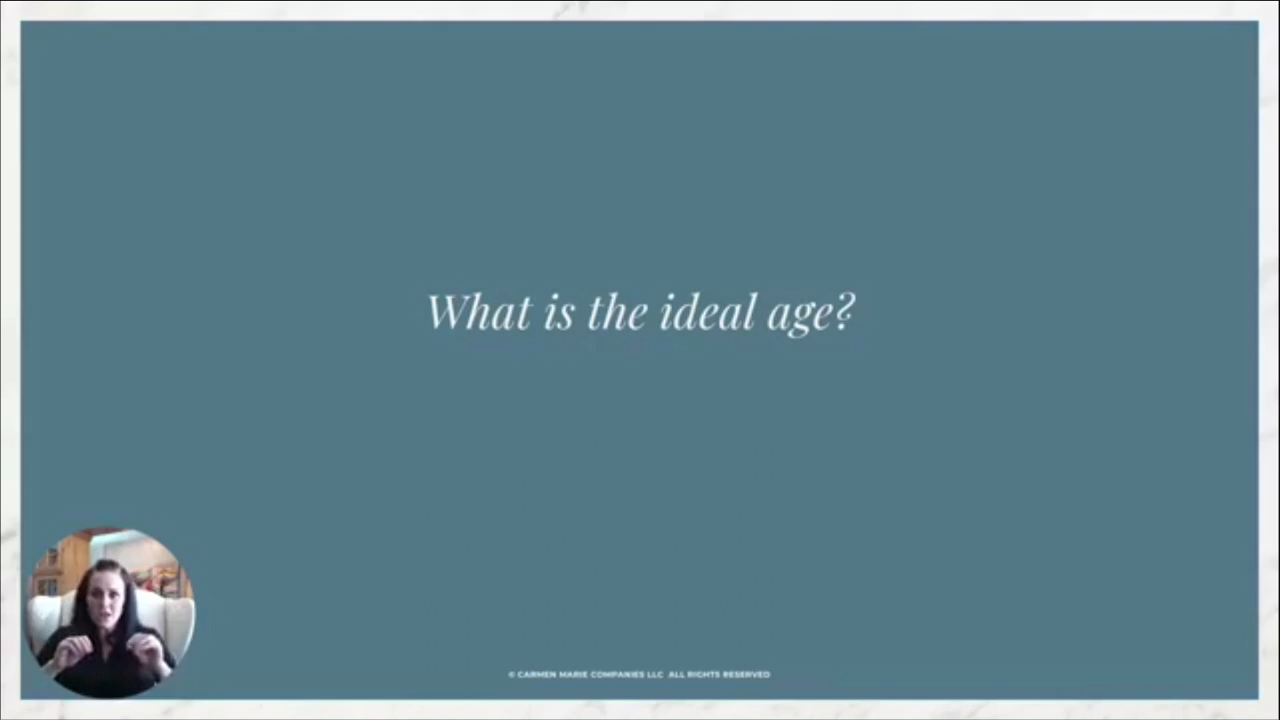 What is the ideal age?
© CARMEN MARIE COMPANIES LLC ALL RIGHTS RESERVED